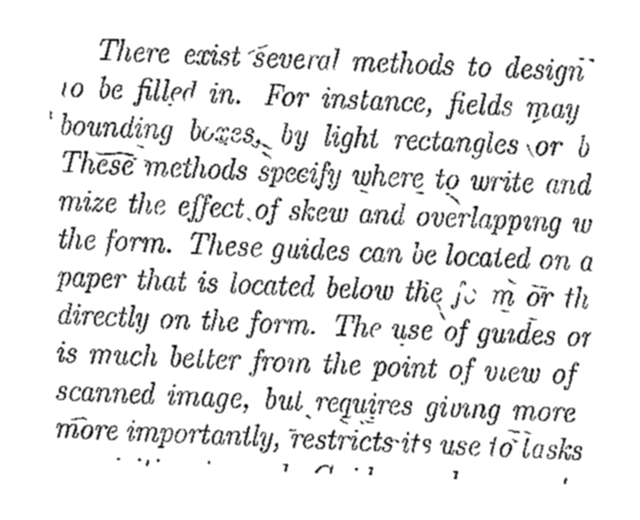 There exist several methods to design
to be filled in. For instance, fields may
bounding boxes, by light rectangles or b
These methods specify where to write and
mize the effect of skew and overlapping w
the form. These guides can be located on a
paper that is located below the form or th
directly on the form. The use of guides or
is much better from the point of view of
scanned image, but requires giving more
more importantly, restricts its use to tasks